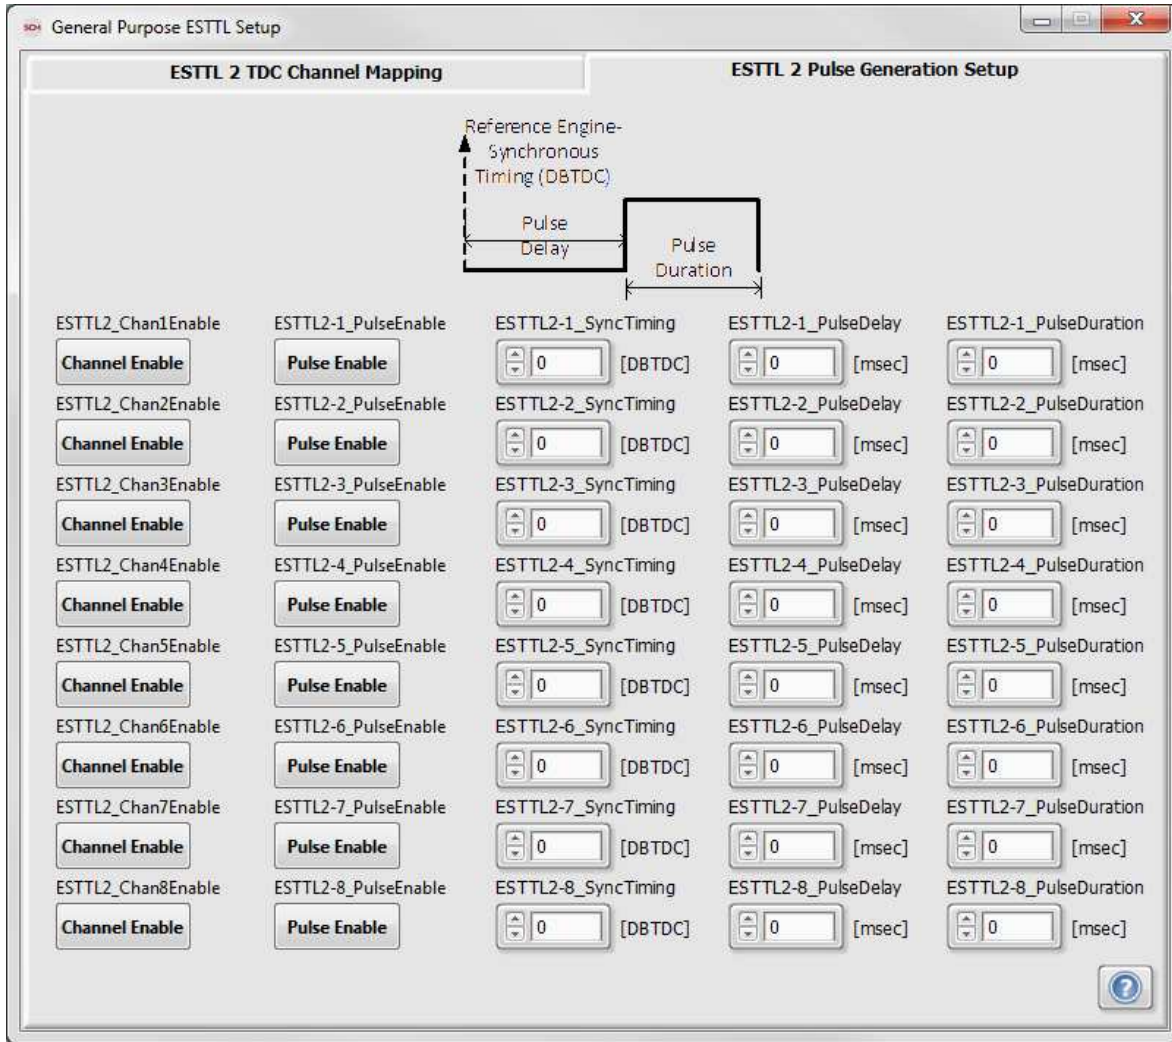 General Purpose ESTTL Setup
ESTTL 2 TDC Channel Mapping
ESTTL 2 Pulse Generation Setup
Reference Engine-
Synchronous
Timing (DBTDC)
Pulse
Delay
Pulse
Duration
ESTTL2_Chan1Enable ESTTL2-1_PulseEnable ESTTL2-1_SyncTiming ESTTL2-1_PulseDelay ESTTL2-1_PulseDuration
Channel Enable Pulse Enable 0 [DBTDC] 0 [msec] 0 [msec]
ESTTL2_Chan2Enable ESTTL2-2_PulseEnable ESTTL2-2_SyncTiming ESTTL2-2_PulseDelay ESTTL2-2_PulseDuration
Channel Enable Pulse Enable 0 [DBTDC] 0 [msec] 0 [msec]
ESTTL2_Chan3Enable ESTTL2-3_PulseEnable ESTTL2-3_SyncTiming ESTTL2-3_PulseDelay ESTTL2-3_PulseDuration
Channel Enable Pulse Enable 0 [DBTDC] 0 [msec] 0 [msec]
ESTTL2_Chan4Enable ESTTL2-4_PulseEnable ESTTL2-4_SyncTiming ESTTL2-4_PulseDelay ESTTL2-4_PulseDuration
Channel Enable Pulse Enable 0 [DBTDC] 0 [msec] 0 [msec]
ESTTL2_Chan5Enable ESTTL2-5_PulseEnable ESTTL2-5_SyncTiming ESTTL2-5_PulseDelay ESTTL2-5_PulseDuration
Channel Enable Pulse Enable 0 [DBTDC] 0 [msec] 0 [msec]
ESTTL2_Chan6Enable ESTTL2-6_PulseEnable ESTTL2-6_SyncTiming ESTTL2-6_PulseDelay ESTTL2-6_PulseDuration
Channel Enable Pulse Enable 0 [DBTDC] 0 [msec] 0 [msec]
ESTTL2_Chan7Enable ESTTL2-7_PulseEnable ESTTL2-7_SyncTiming ESTTL2-7_PulseDelay ESTTL2-7_PulseDuration
Channel Enable Pulse Enable 0 [DBTDC] 0 [msec] 0 [msec]
ESTTL2_Chan8Enable ESTTL2-8_PulseEnable ESTTL2-8_SyncTiming ESTTL2-8_PulseDelay ESTTL2-8_PulseDuration
Channel Enable Pulse Enable 0 [DBTDC] 0 [msec] 0 [msec]